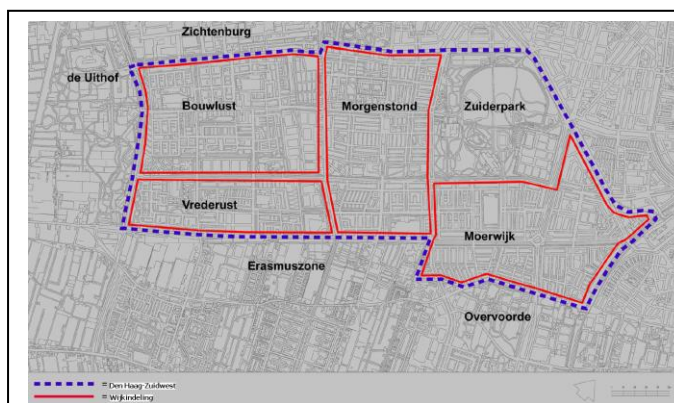 Zichtenburg
de Uithof
Bouwlust
Morgenstond
Zuiderpark
Vrederust
Moerwijk
Erasmuszone
Overvoorde
= Den Haag-Zuidwest
= Wijkindeling